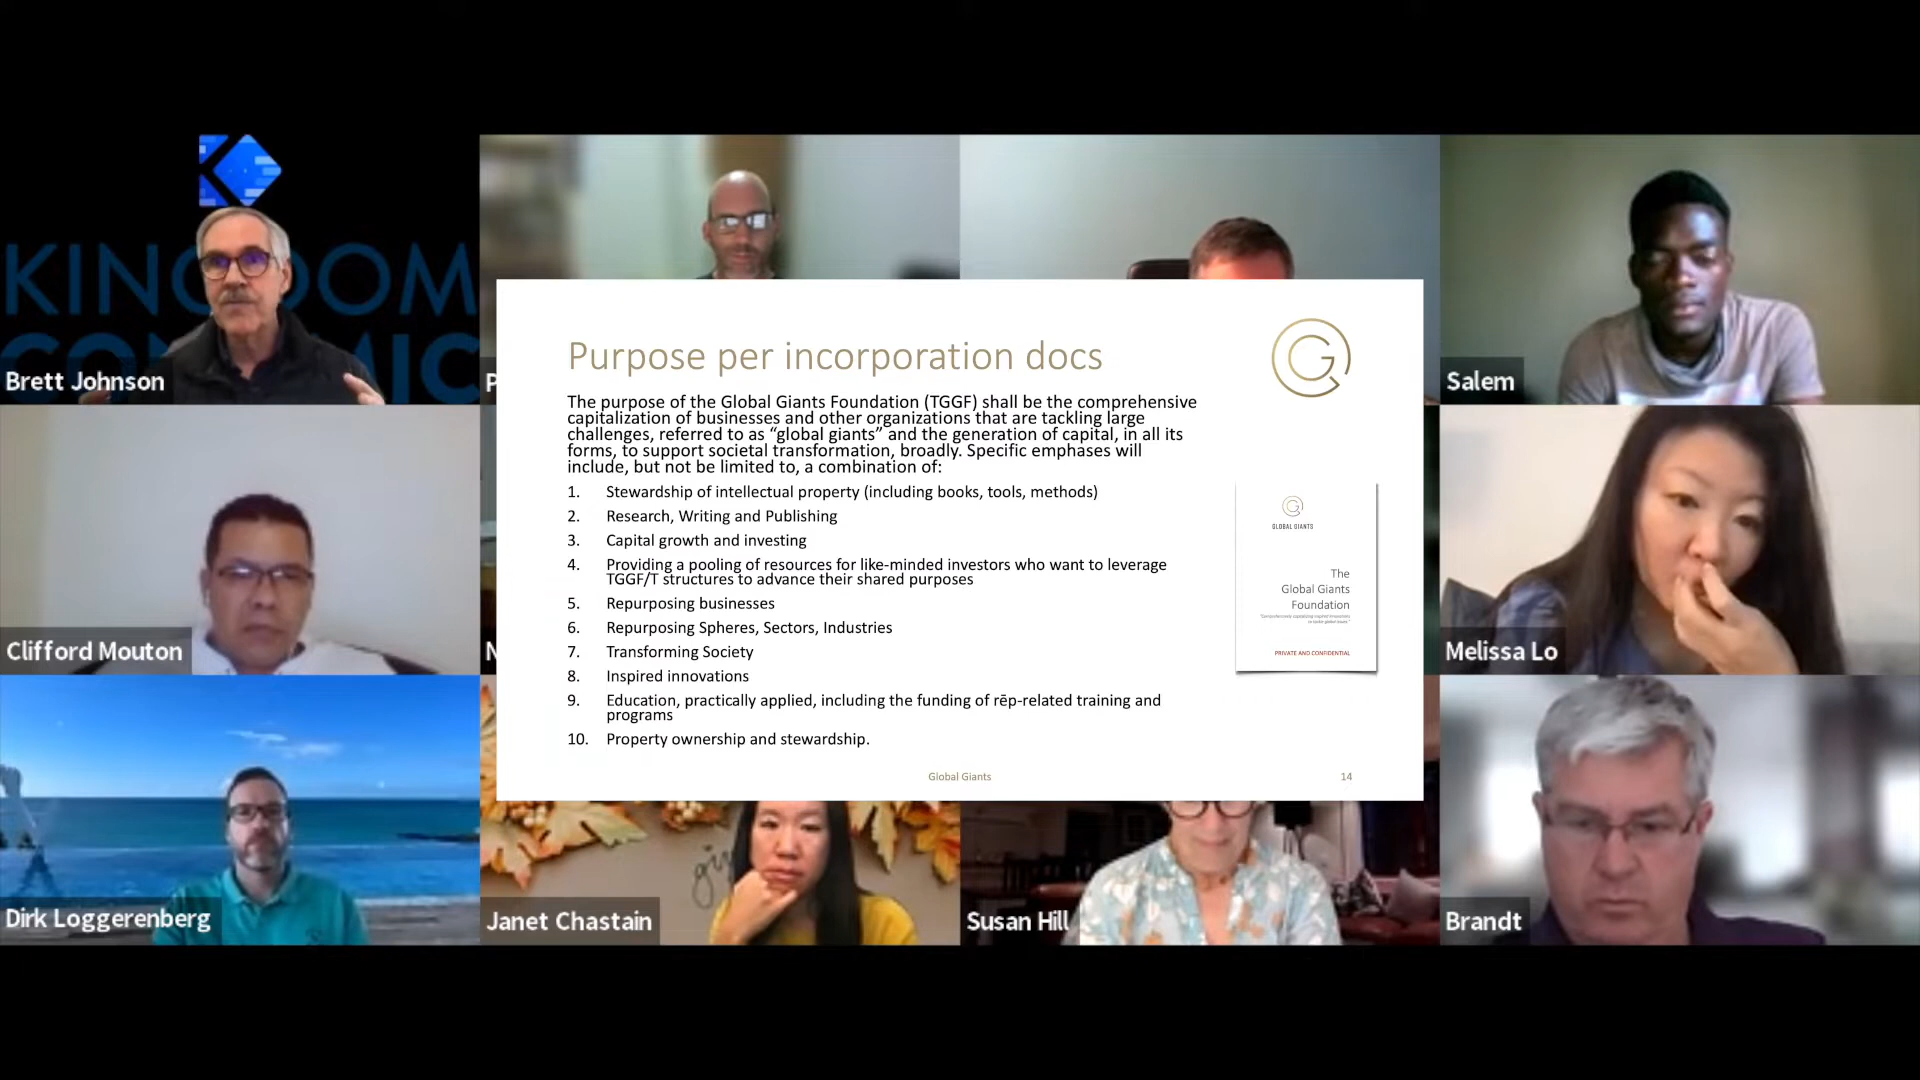 KINGDOM
ECONOMIC
Brett Johnson
P
Salem
Clifford Mouton
N
Melissa Lo
Dirk Loggerenberg
Janet Chastain
Susan Hill
Brandt
Purpose per incorporation docs
The purpose of the Global Giants Foundation (TGGF) shall be the comprehensive
capitalization of businesses and other organizations that are tackling large
challenges, referred to as “global giants” and the generation of capital, in all its
forms, to support societal transformation, broadly. Specific emphases will
include, but not be limited to, a combination of:
1. Stewardship of intellectual property (including books, tools, methods)
2. Research, Writing and Publishing
3. Capital growth and investing
4. Providing a pooling of resources for like-minded investors who want to leverage
TGGF/T structures to advance their shared purposes
5. Repurposing businesses
6. Repurposing Spheres, Sectors, Industries
7. Transforming Society
8. Inspired innovations
9. Education, practically applied, including the funding of rēp-related training and
programs
10. Property ownership and stewardship.
GLOBAL GIANTS
The
Global Giants
Foundation
PRIVATE AND CONFIDENTIAL
Global Giants
14